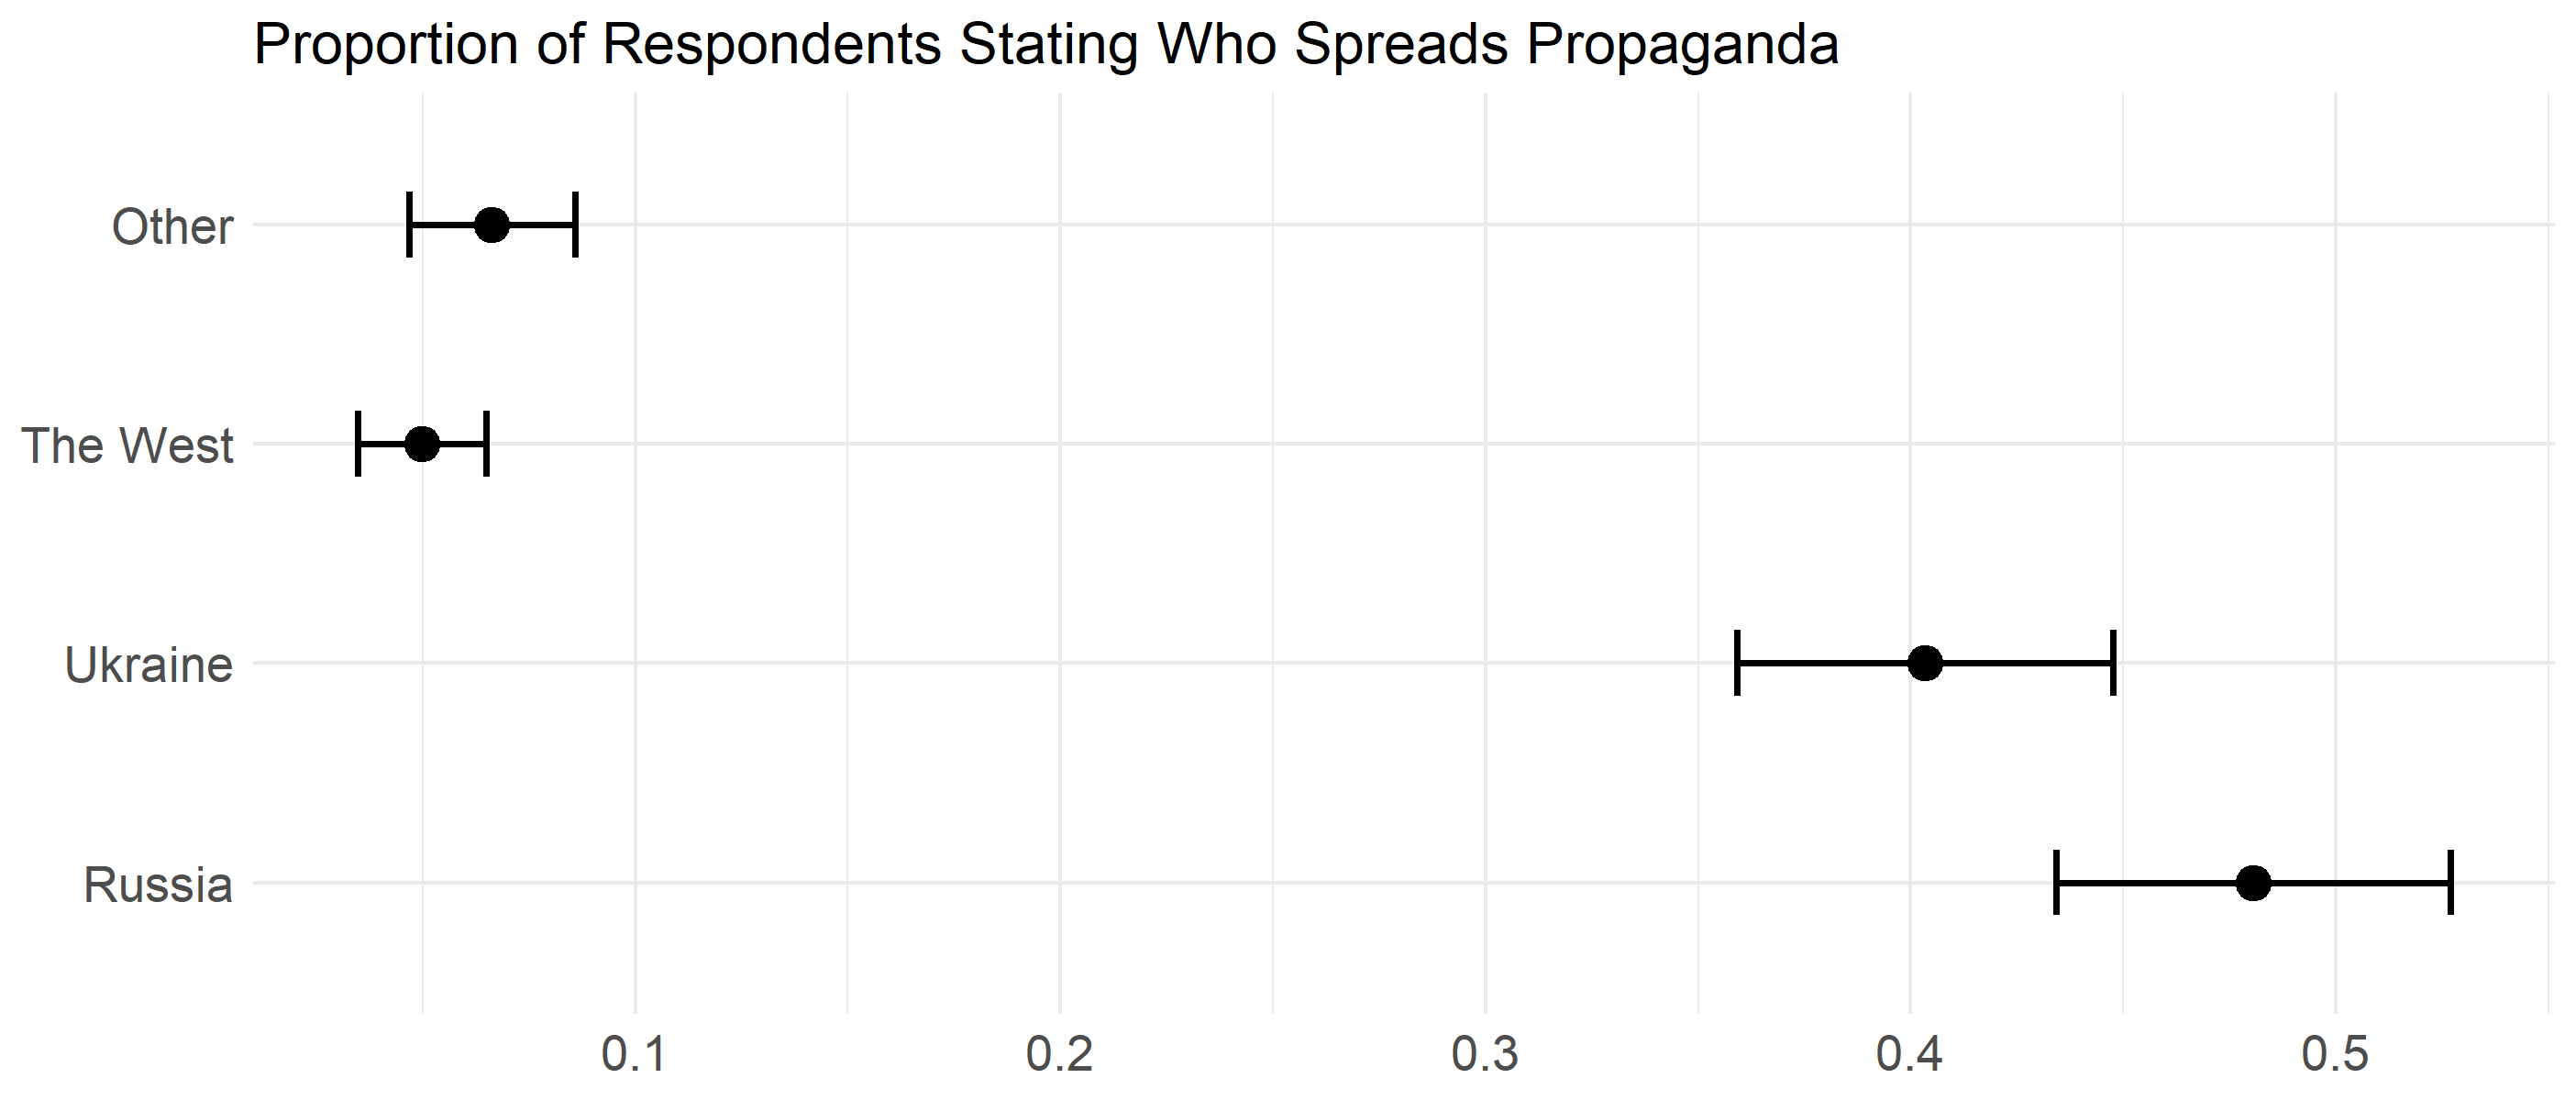 Proportion of Respondents Stating Who Spreads Propaganda
Other
The West
Ukraine
Russia
0.1 0.2 0.3 0.4 0.5